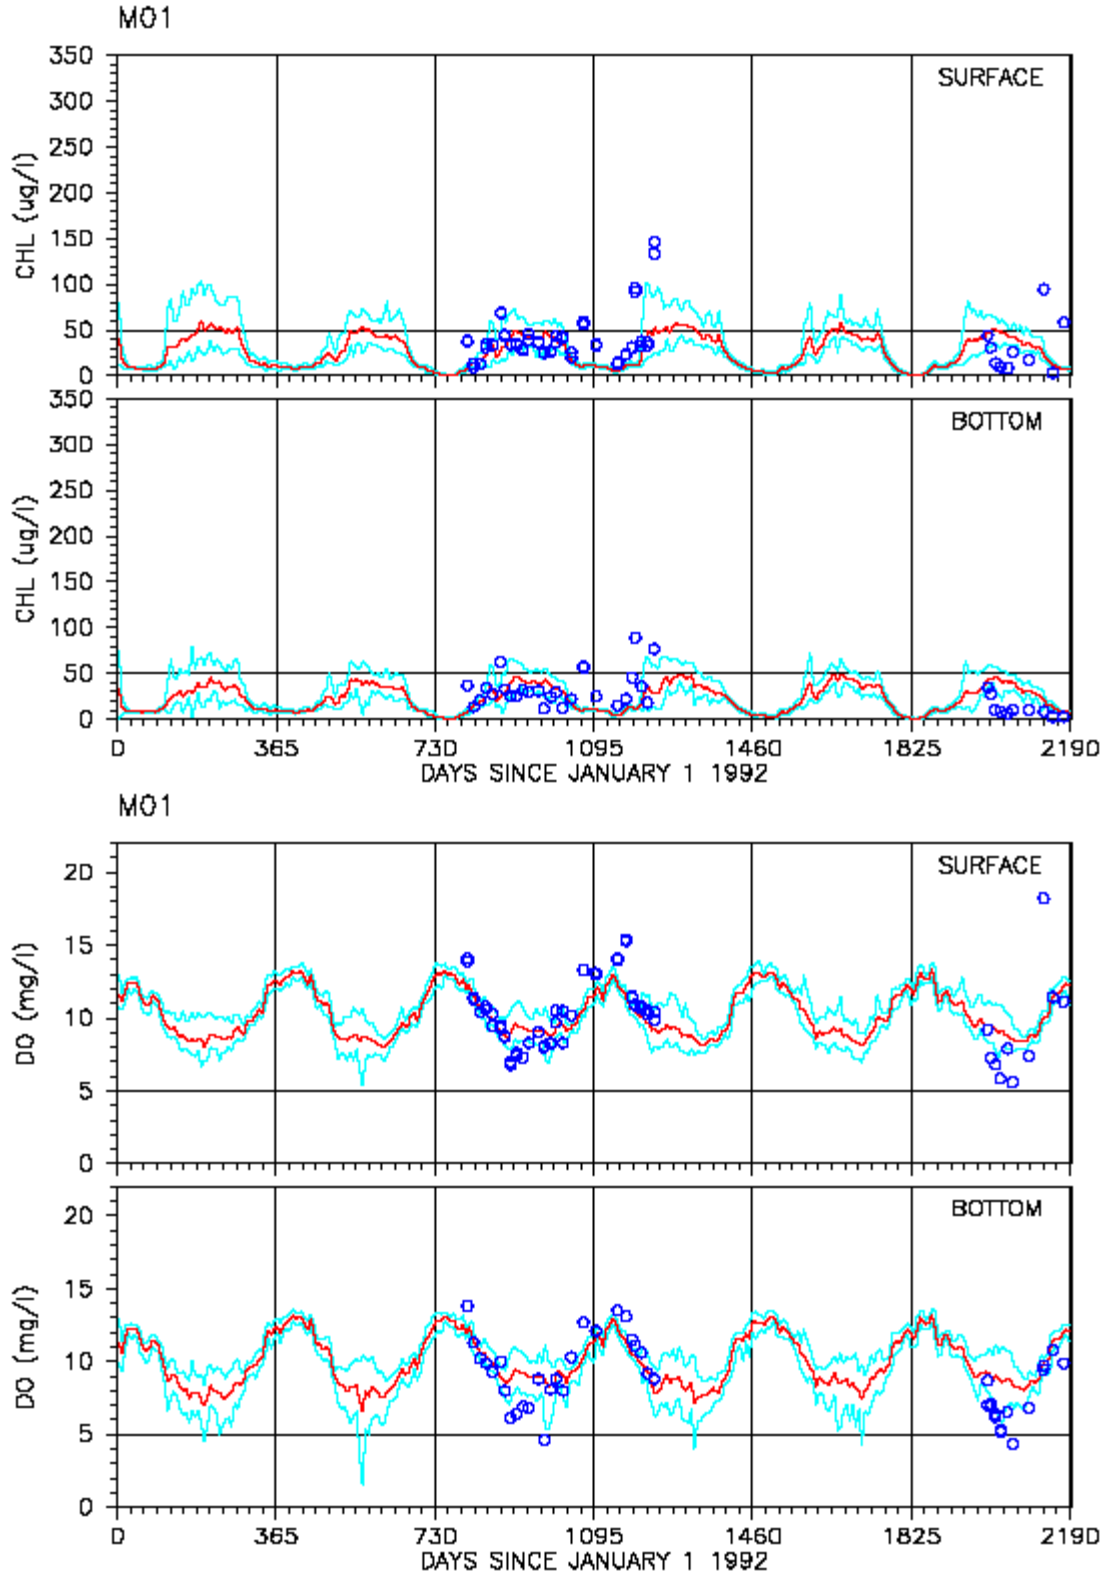 M01
350
300
250
200
150
100
50
0
CHL (ug/l)
SURFACE
350
300
250
200
150
100
50
0
CHL (ug/l)
BOTTOM
0 365 730 1095 1460 1825 2190
DAYS SINCE JANUARY 1 1992
M01
20
15
10
5
0
DO (mg/l)
SURFACE
20
15
10
5
0
DO (mg/l)
BOTTOM
0 365 730 1095 1460 1825 2190
DAYS SINCE JANUARY 1 1992